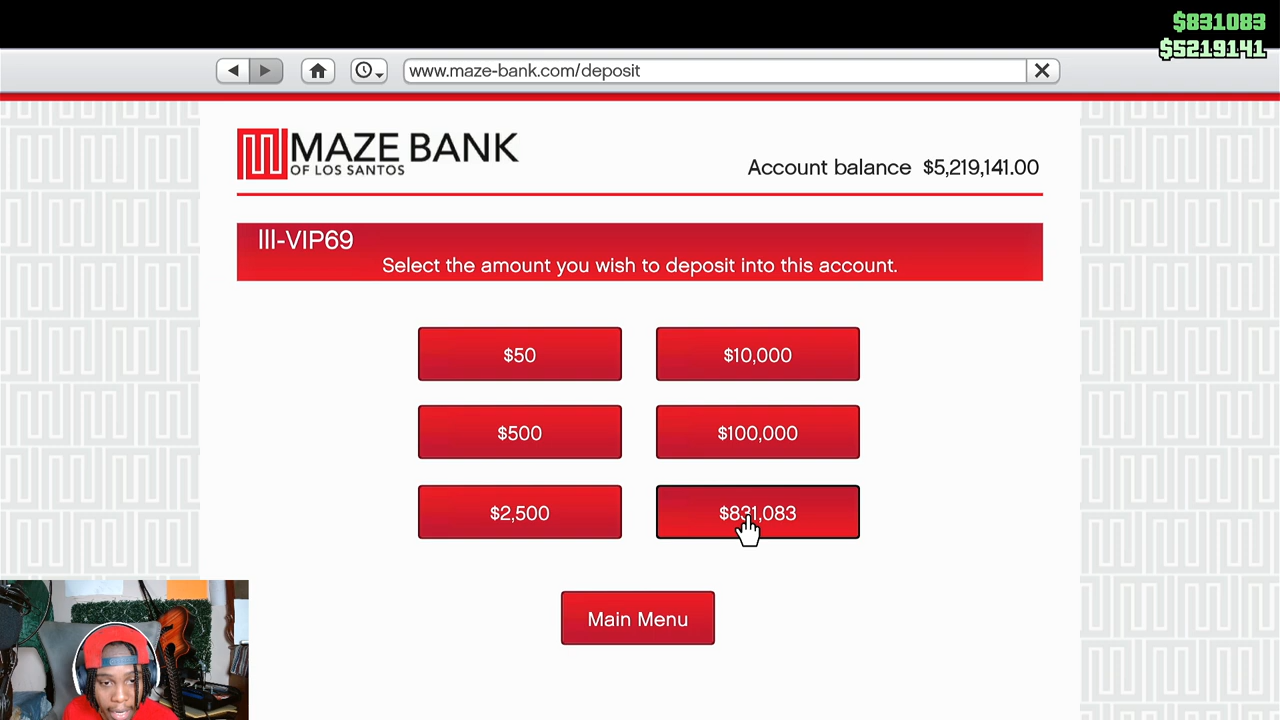 $831083
$5219141
www.maze-bank.com/deposit
MAZE BANK
OF LOS SANTOS
Account balance $5,219,141.00
lll-VIP69
Select the amount you wish to deposit into this account.
$50
$10,000
$500
$100,000
$2,500
$831,083
Main Menu